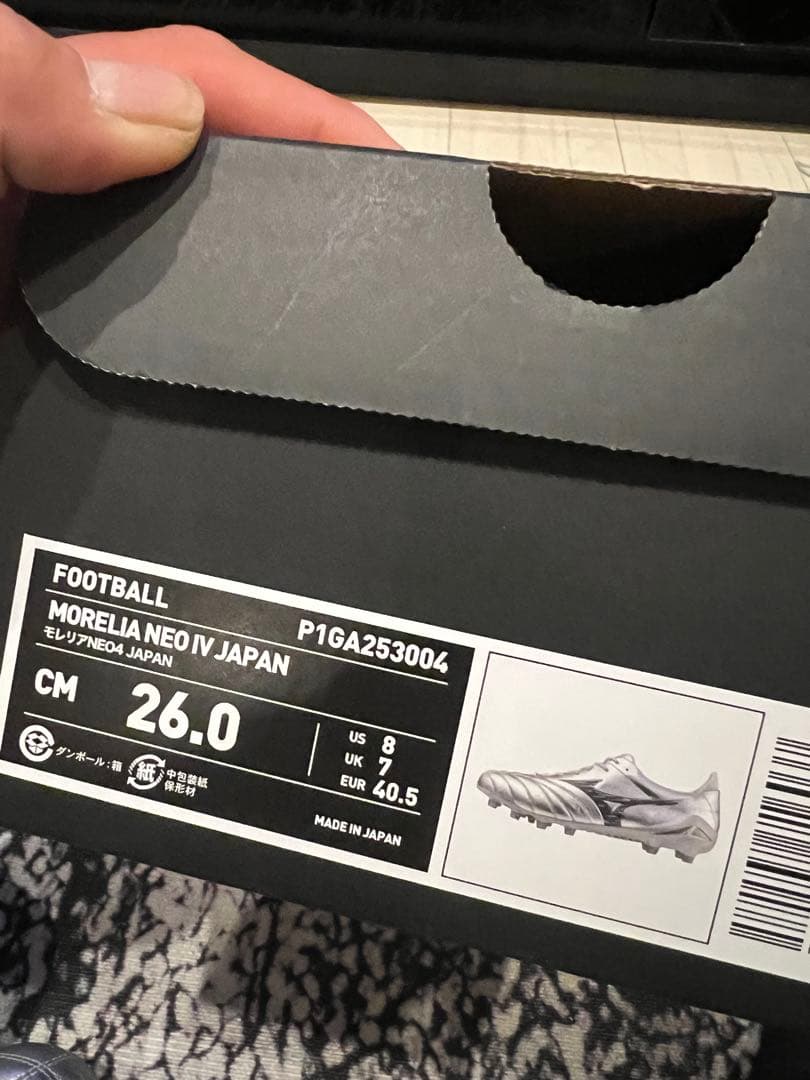 FOOTBALL
MORELIA NEO IV JAPAN P1GA253004
モレリアNEO4 JAPAN
CM 26.0
US 8
UK 7
EUR 40.5
ダンボール:箱
紙
中包装紙
保形材
MADE IN JAPAN